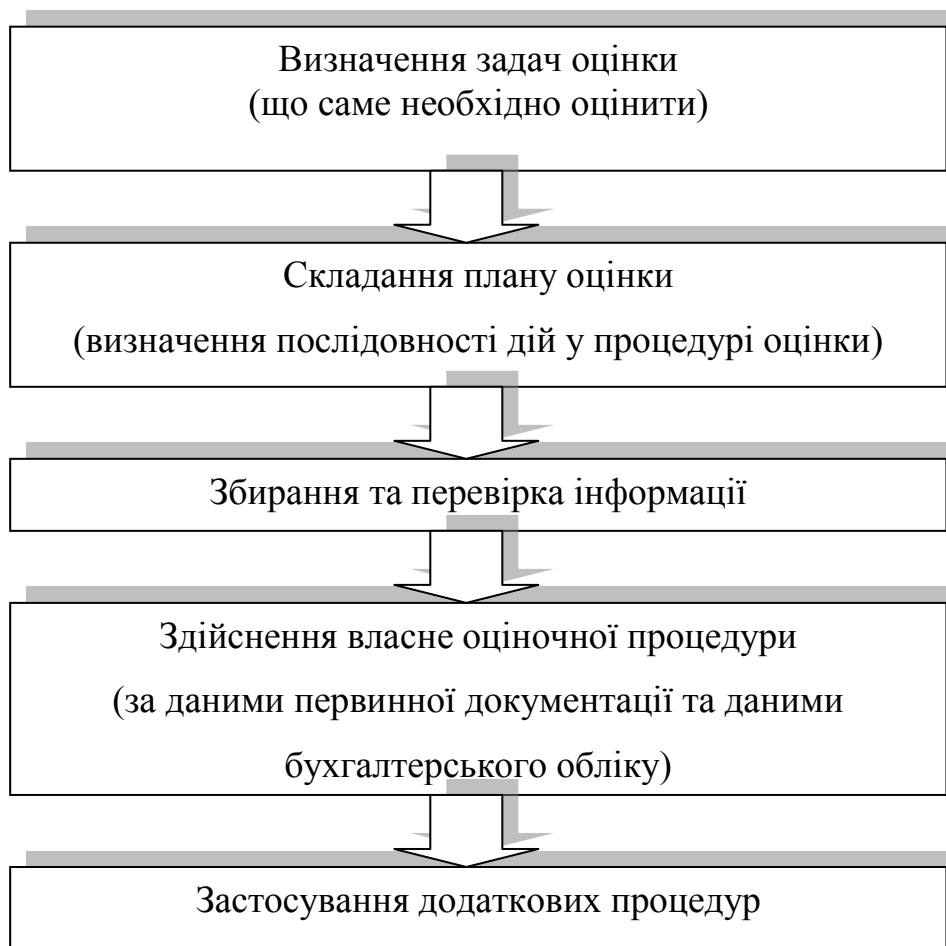 Визначення задач оцінки
(що саме необхідно оцінити)
Складання плану оцінки
(визначення послідовності дій у процедурі оцінки)
Збирання та перевірка інформації
Здійснення власне оціночної процедури
(за даними первинної документації та даними
бухгалтерського обліку)
Застосування додаткових процедур